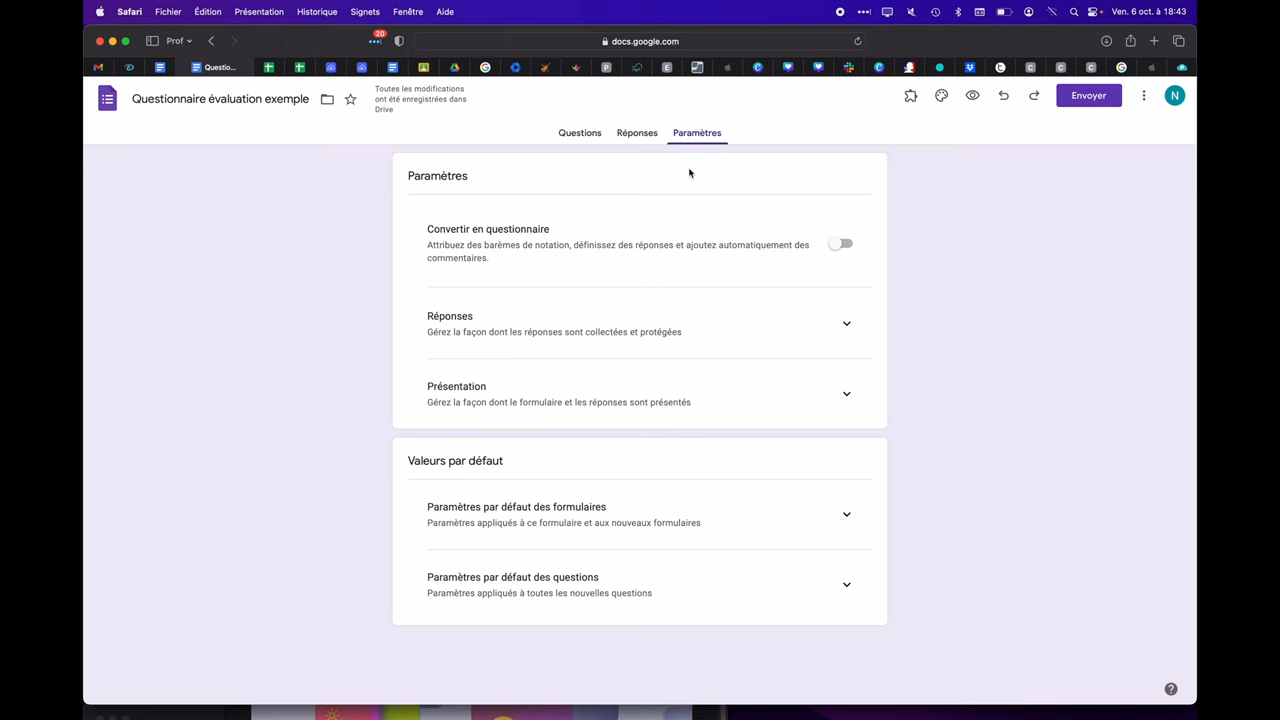 Safari Fichier Édition Présentation Historique Signets Fenêtre Aide
Ven. 6 oct. à 18:43
20
Prof
docs.google.com
Questio...
Questionnaire évaluation exemple
Toutes les modifications
ont été enregistrées dans
Drive
Envoyer
N
Questions Réponses Paramètres
Paramètres
Convertir en questionnaire
Attribuez des barèmes de notation, définissez des réponses et ajoutez automatiquement des
commentaires.
Réponses
Gérez la façon dont les réponses sont collectées et protégées
Présentation
Gérez la façon dont le formulaire et les réponses sont présentés
Valeurs par défaut
Paramètres par défaut des formulaires
Paramètres appliqués à ce formulaire et aux nouveaux formulaires
Paramètres par défaut des questions
Paramètres appliqués à toutes les nouvelles questions